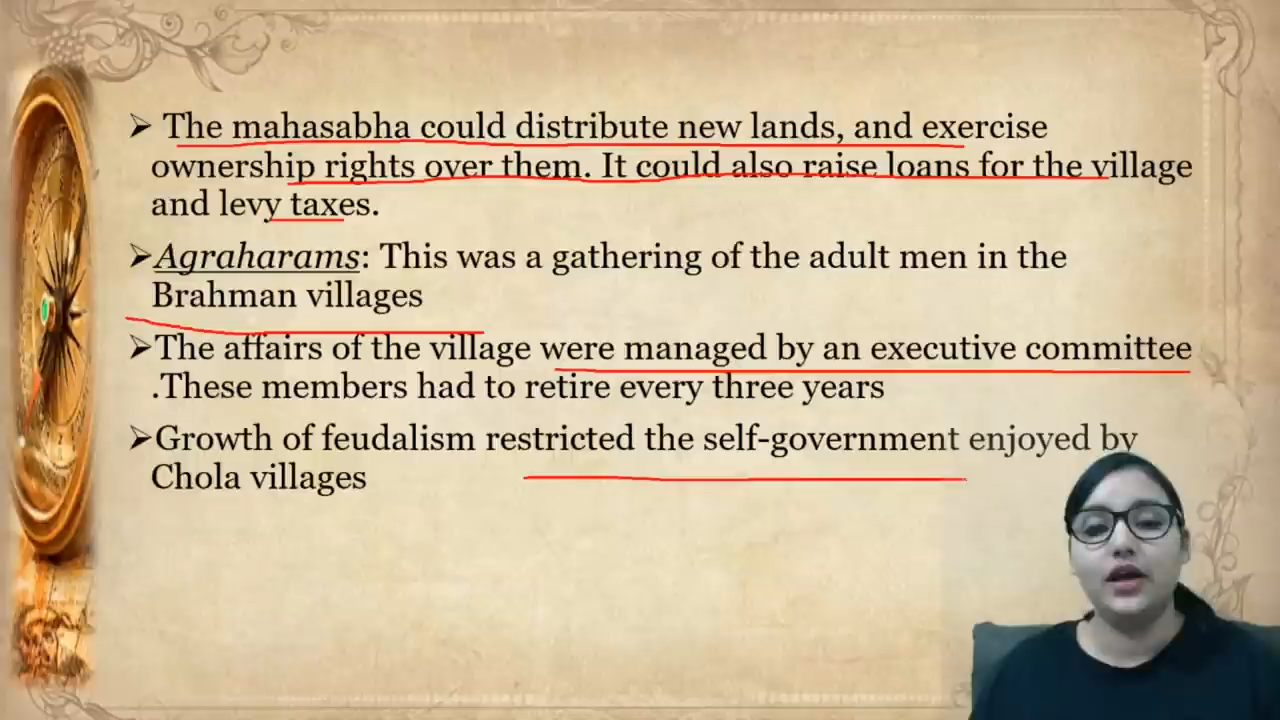 ➢ The mahasabha could distribute new lands, and exercise
ownership rights over them. It could also raise loans for the village
and levy taxes.
➢Agraharams: This was a gathering of the adult men in the
Brahman villages
➢The affairs of the village were managed by an executive committee
.These members had to retire every three years
➢Growth of feudalism restricted the self-government enjoyed by
Chola villages